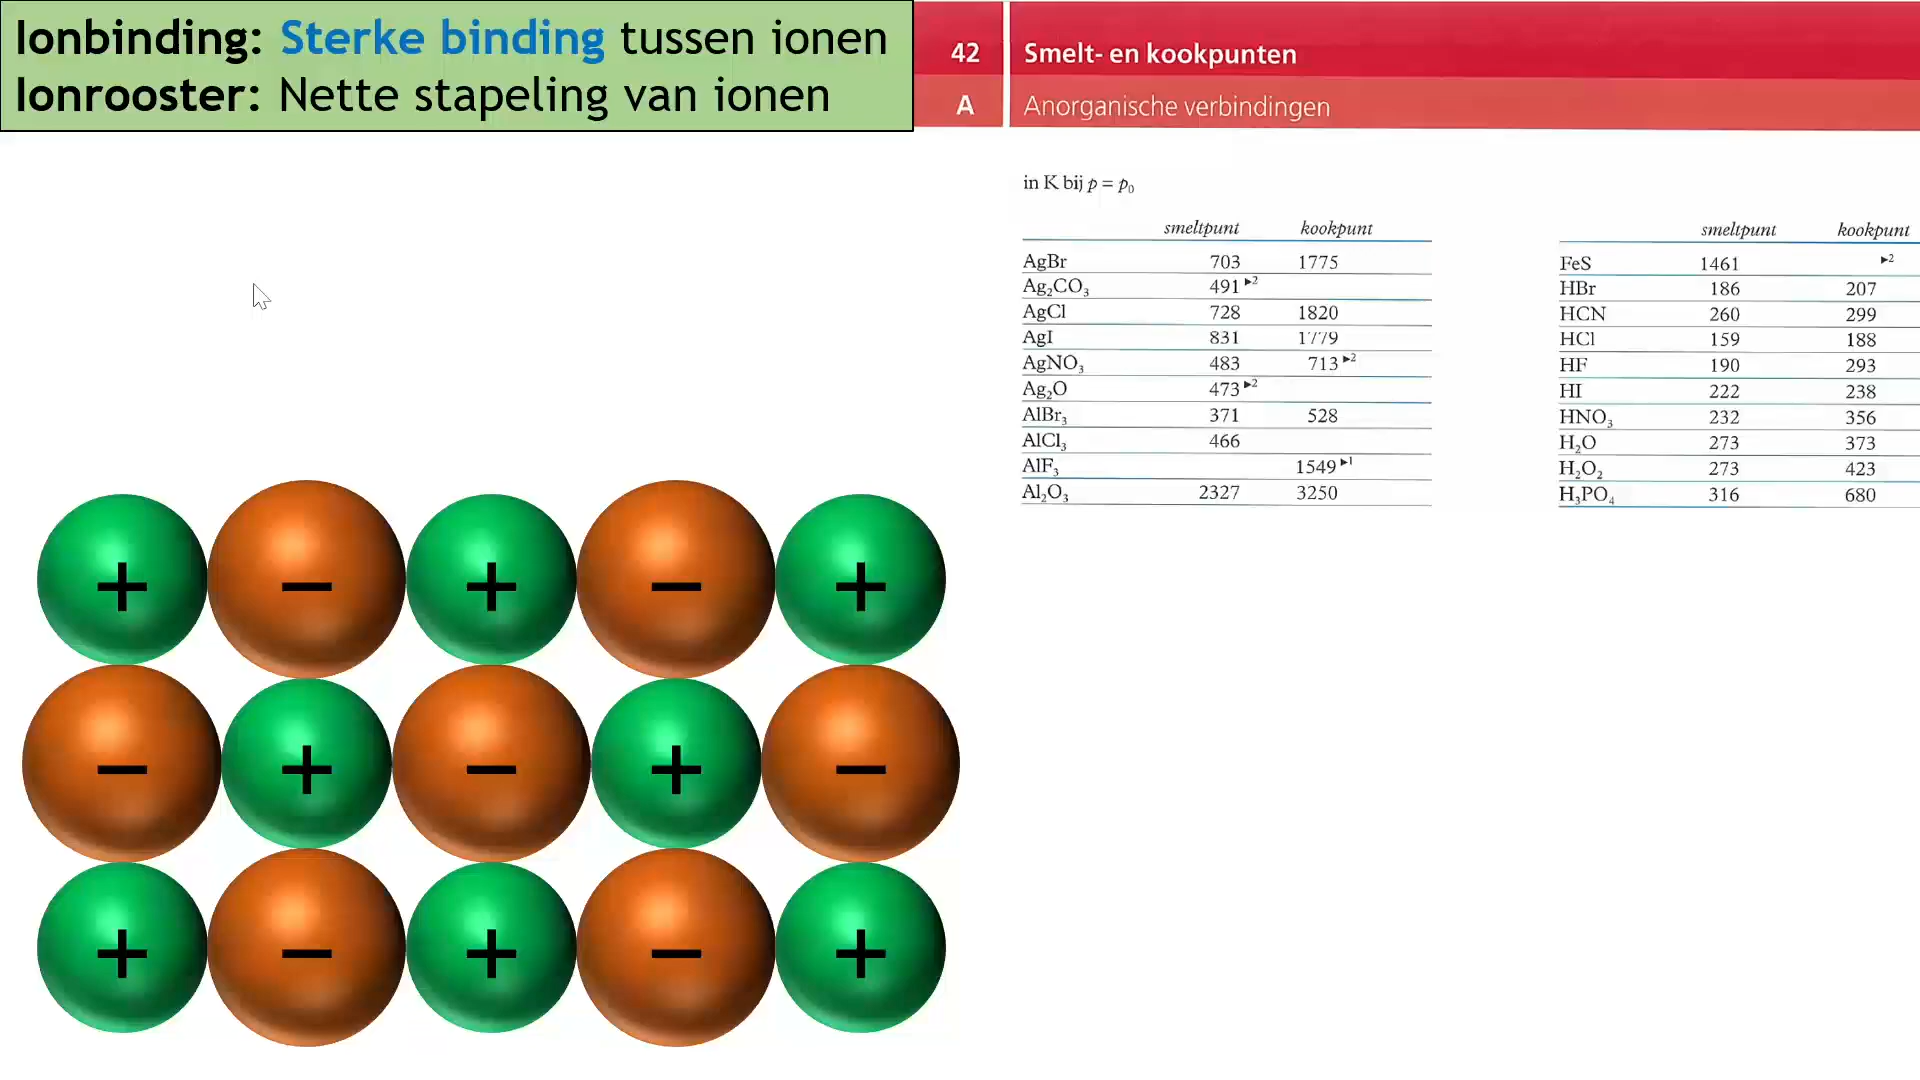 Ionbinding: Sterke binding tussen ionen
Ionrooster: Nette stapeling van ionen
42 Smelt- en kookpunten
A Anorganische verbindingen
in K bij p = p₀
smeltpunt kookpunt
AgBr 703 1775
Ag₂CO₃ 491 ►2
AgCl 728 1820
AgI 831 1779
AgNO₃ 483 713 ►2
Ag₂O 473 ►2
AlBr₃ 371 528
AlCl₃ 466
AlF₃ 1549 ►1
Al₂O₃ 2327 3250
smeltpunt kookpunt
FeS 1461 ►2
HBr 186 207
HCN 260 299
HCl 159 188
HF 190 293
HI 222 238
HNO₃ 232 356
H₂O 273 373
H₂O₂ 273 423
H₃PO₄ 316 680
+ − + − +
− + − + −
+ − + − +